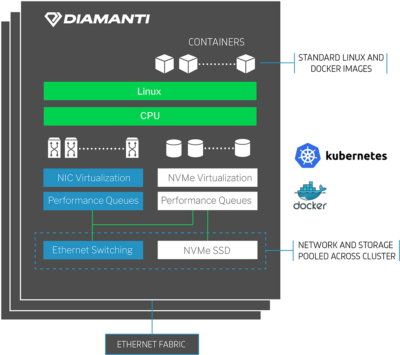 DIAMANTI
CONTAINERS
STANDARD LINUX AND
DOCKER IMAGES
Linux
CPU
kubernetes
docker
NIC Virtualization
NVMe Virtualization
Performance Queues
Performance Queues
Ethernet Switching
NVMe SSD
NETWORK AND STORAGE
POOLED ACROSS CLUSTER
ETHERNET FABRIC